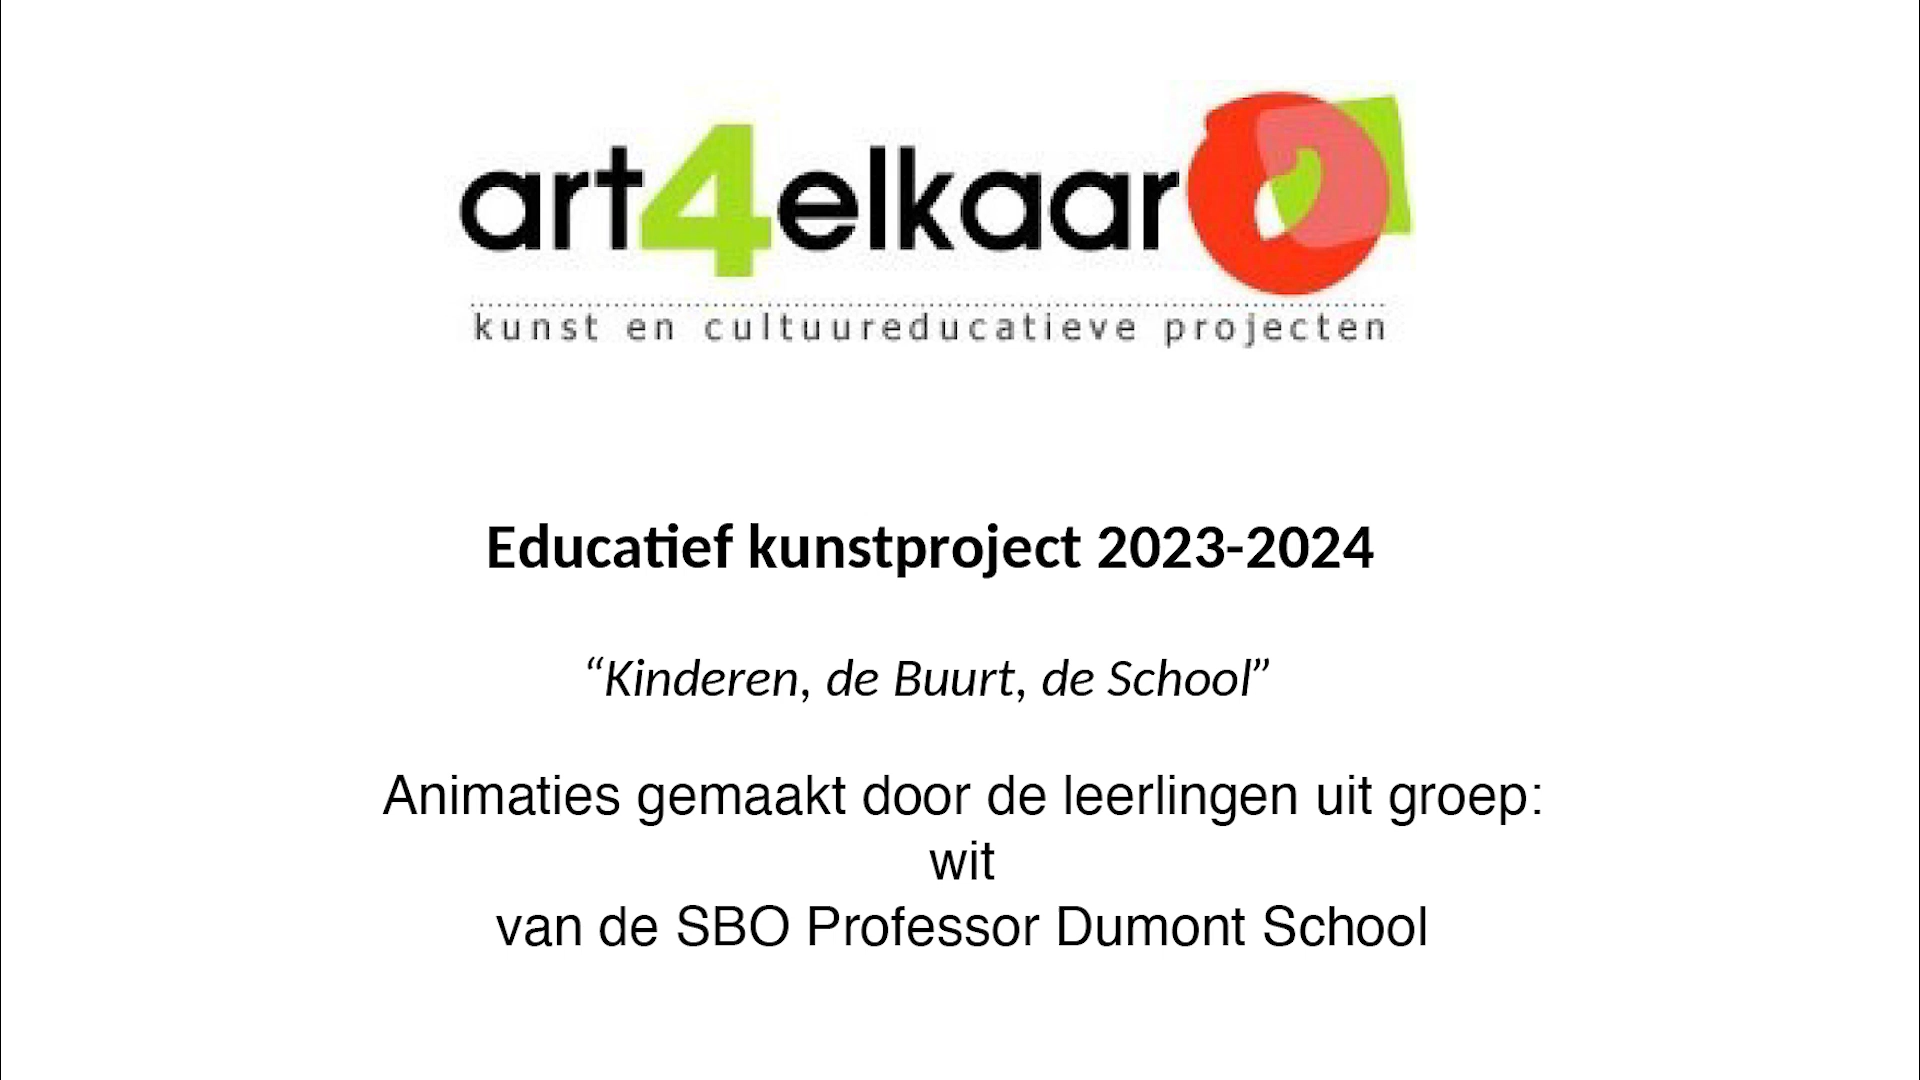 art4elkaar
kunst en cultuureducatieve projecten
Educatief kunstproject 2023-2024
“Kinderen, de Buurt, de School”
Animaties gemaakt door de leerlingen uit groep:
wit
van de SBO Professor Dumont School